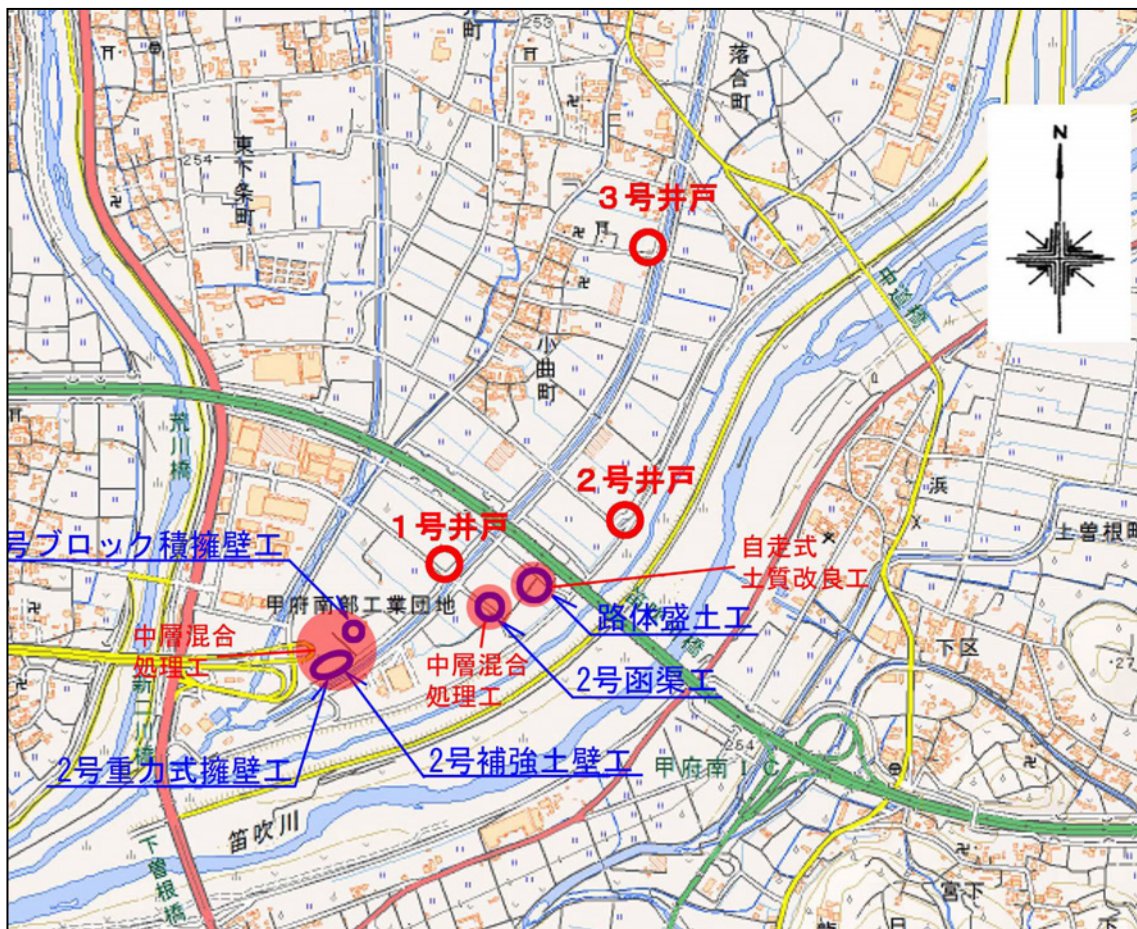 町
253
落合町
N
東下条町
254
3号井戸
中道橋
小曲町
荒川橋
2号井戸
浜
1号井戸
自走式
土質改良工
上曽根町
号ブロック積擁壁工
甲府南部工業団地
路体盛土工
中層混合
処理工
中層混合
処理工
2号函渠工
橋
下区
2号重力式擁壁工
2号補強土壁工
254
甲府南IC
笛吹川
下曽根橋
宮下